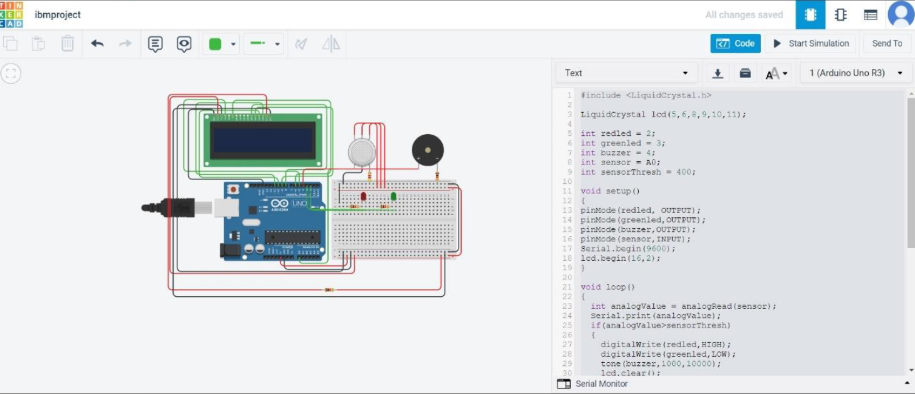 TIN
KER
CAD
ibmproject
All changes saved
Code
Start Simulation
Send To
Text
1 (Arduino Uno R3)
1 #include <LiquidCrystal.h>
2
3 LiquidCrystal lcd(5,6,8,9,10,11);
4
5 int redled = 2;
6 int greenled = 3;
7 int buzzer = 4;
8 int sensor = A0;
9 int sensorThresh = 400;
10
11 void setup()
12 {
13 pinMode(redled, OUTPUT);
14 pinMode(greenled,OUTPUT);
15 pinMode(buzzer,OUTPUT);
16 pinMode(sensor,INPUT);
17 Serial.begin(9600);
18 lcd.begin(16,2);
19 }
20
21 void loop()
22 {
23 int analogValue = analogRead(sensor);
24 Serial.print(analogValue);
25 if(analogValue>sensorThresh)
26 {
27 digitalWrite(redled,HIGH);
28 digitalWrite(greenled,LOW);
29 tone(buzzer,1000,10000);
30 lcd.clear();
UNO
Serial Monitor